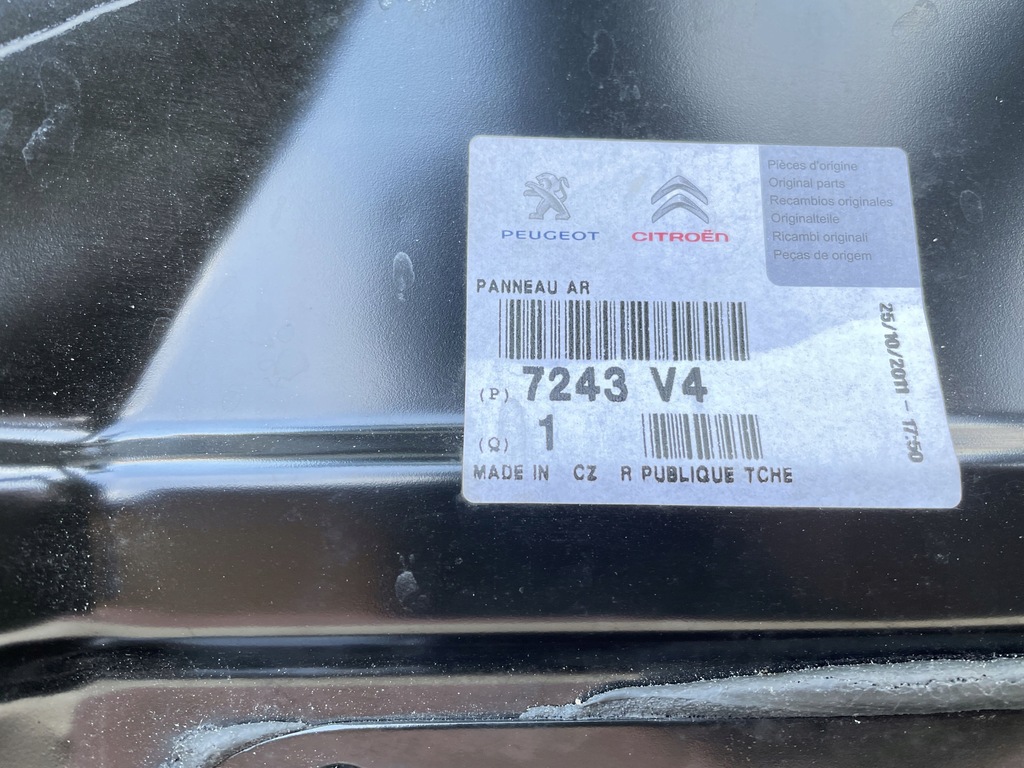 PEUGEOT
CITROËN
Pièces d'origine
Original parts
Recambios originales
Originalteile
Ricambi originali
Peças de origem
PANNEAU AR
(P) 7243 V4
(Q) 1
MADE IN CZ R PUBLIQUE TCHE
25/10/2011 - 17:50